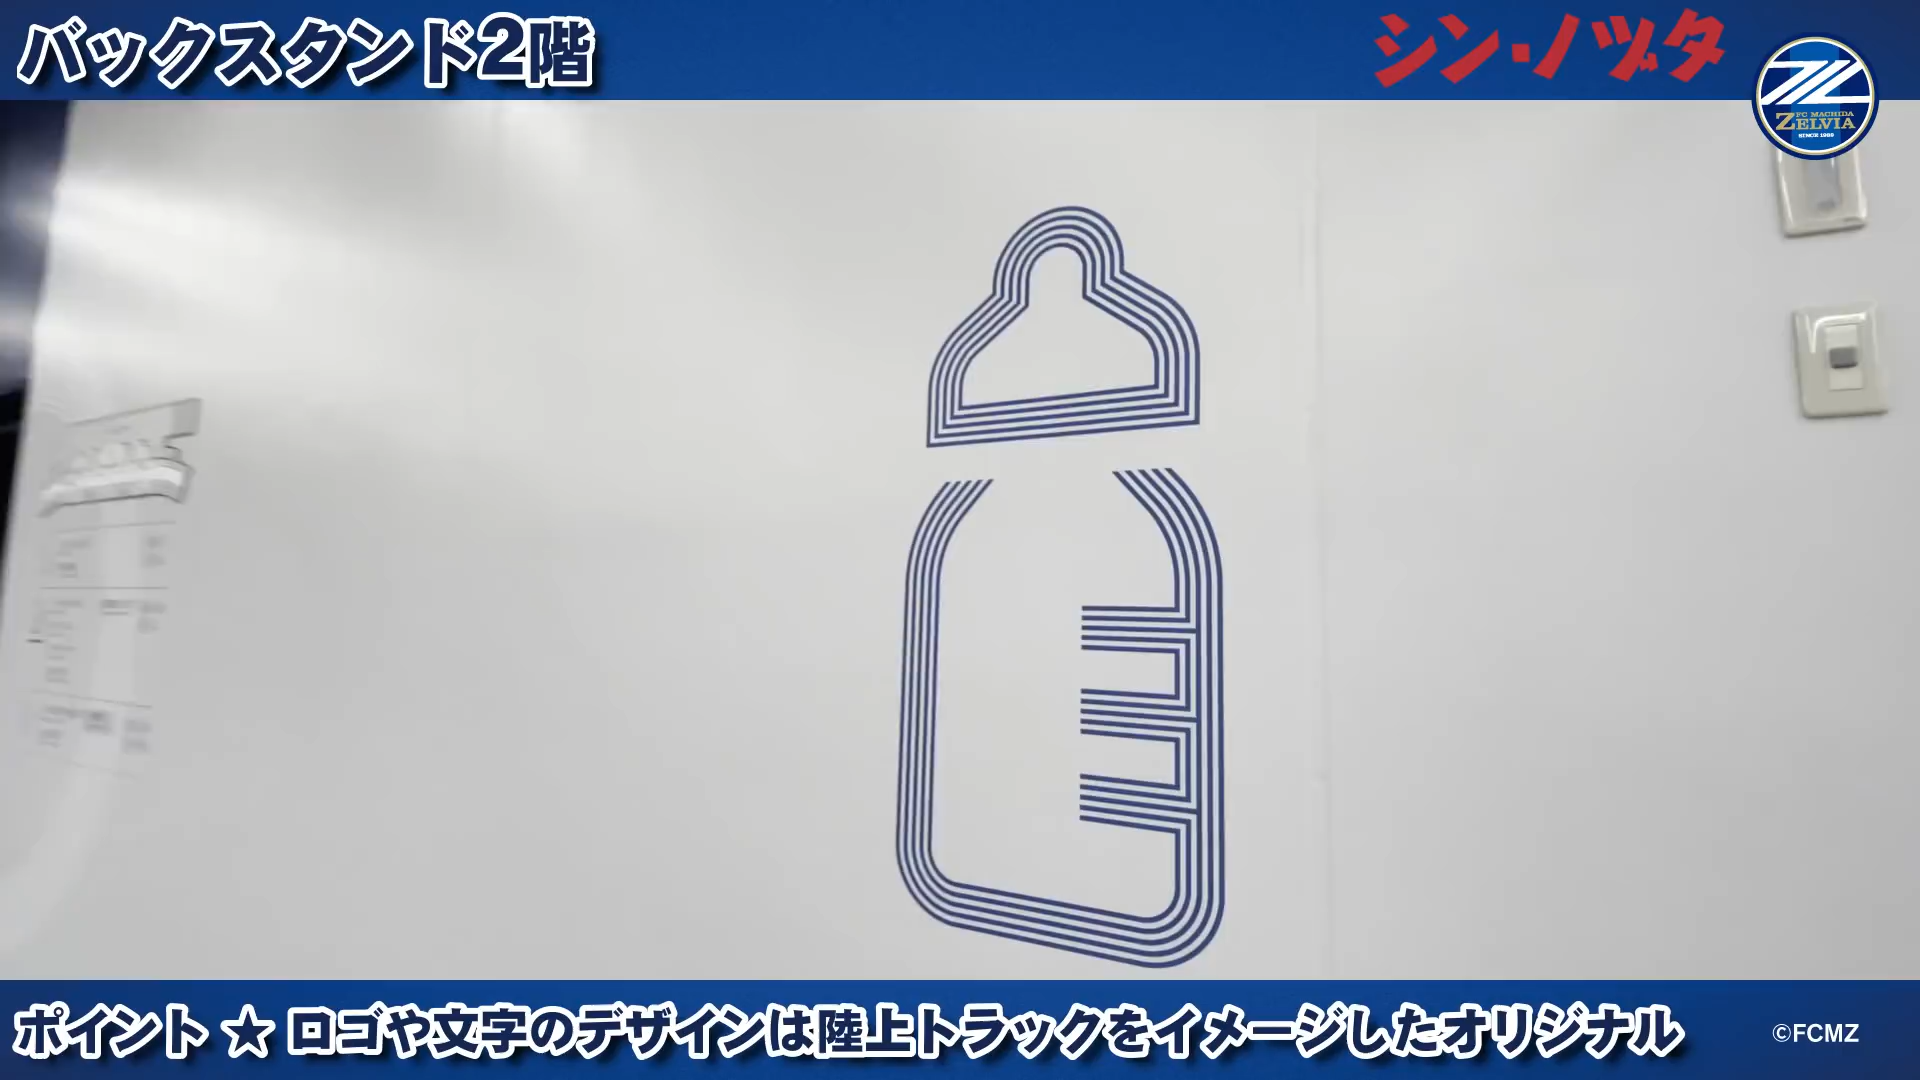 バックスタンド2階
シン・ノヅタ
FC MACHIDA
ZELVIA
SINCE 1989
ポイント ★ ロゴや文字のデザインは陸上トラックをイメージしたオリジナル
©FCMZ